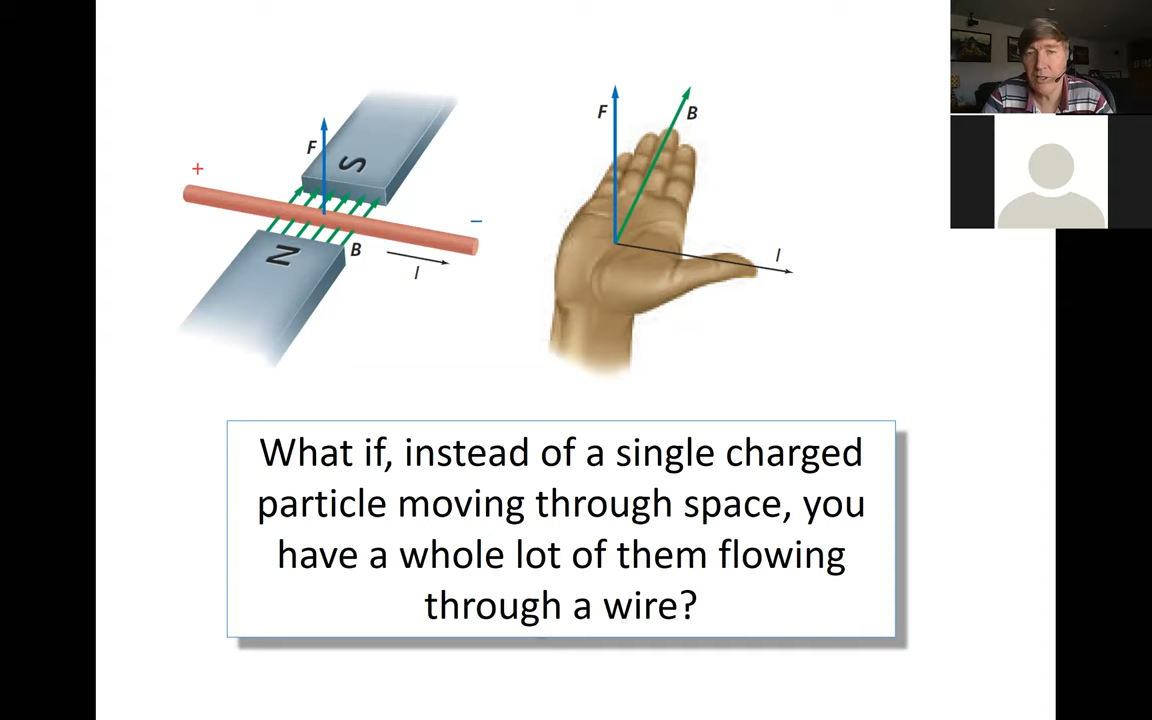 F
S
+
−
N
B
I
F
B
I
What if, instead of a single charged
particle moving through space, you
have a whole lot of them flowing
through a wire?